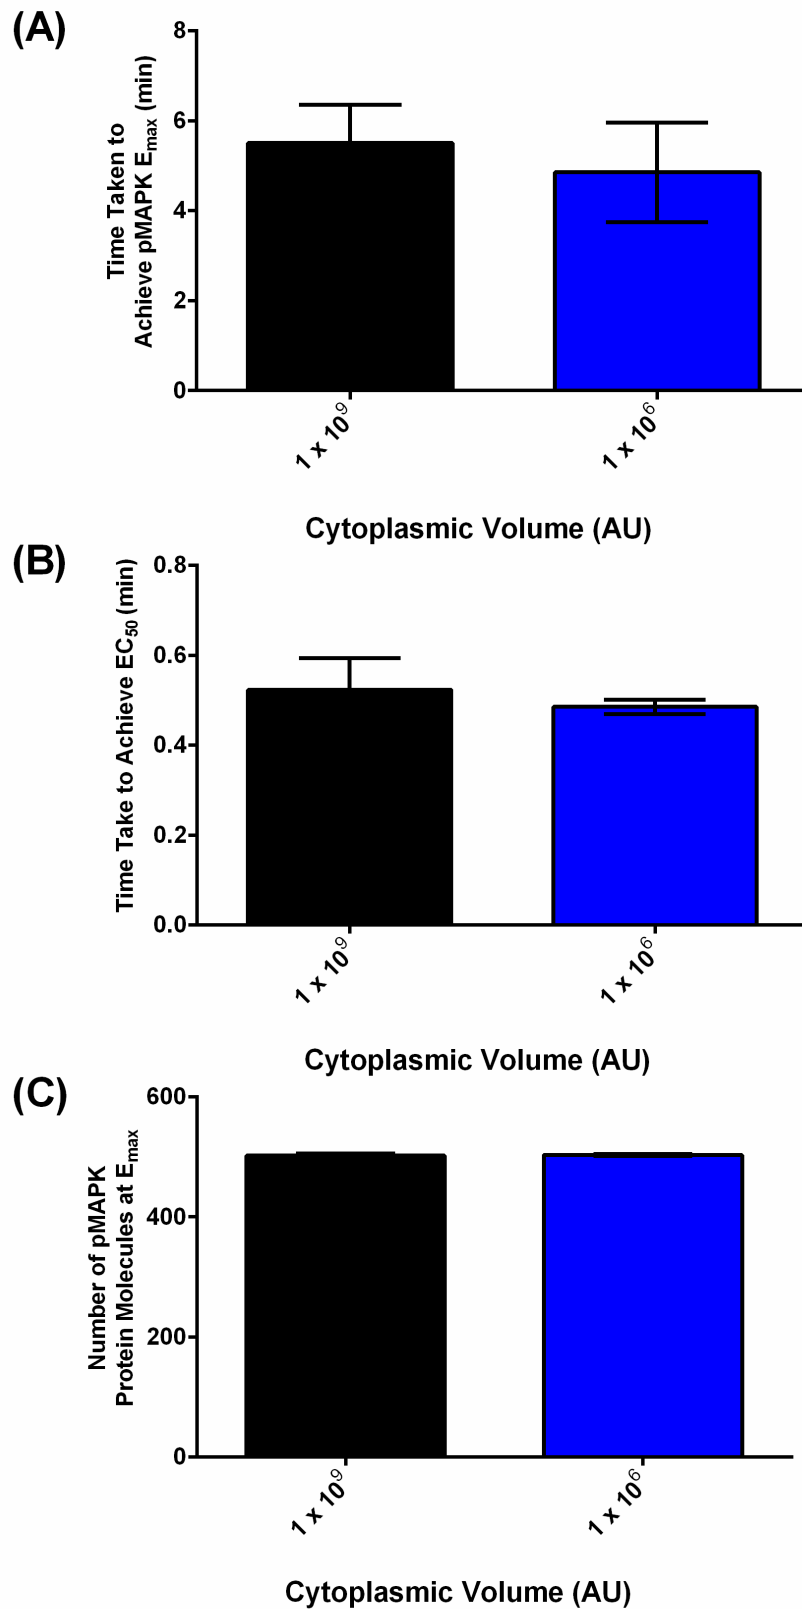 (A)
Time Taken to
Achieve pMAPK Emax (min)
8
6
4
2
0
1 x 10⁹
1 x 10⁶
Cytoplasmic Volume (AU)
(B)
Time Take to Achieve EC50 (min)
0.8
0.6
0.4
0.2
0.0
1 x 10⁹
1 x 10⁶
Cytoplasmic Volume (AU)
(C)
Number of pMAPK
Protein Molecules at Emax
600
400
200
0
1 x 10⁹
1 x 10⁶
Cytoplasmic Volume (AU)